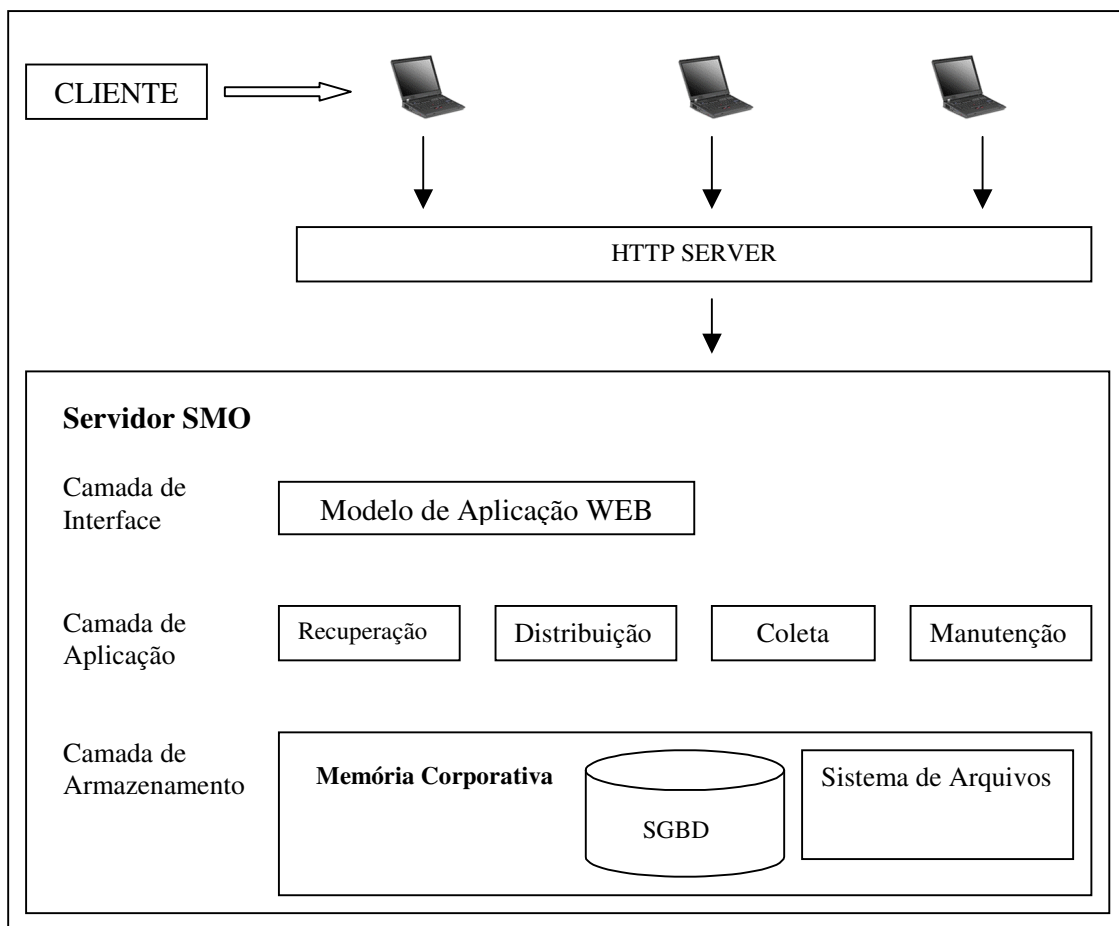 CLIENTE
HTTP SERVER
Servidor SMO
Camada de
Interface
Modelo de Aplicação WEB
Camada de
Aplicação
Recuperação
Distribuição
Coleta
Manutenção
Camada de
Armazenamento
Memória Corporativa
SGBD
Sistema de Arquivos